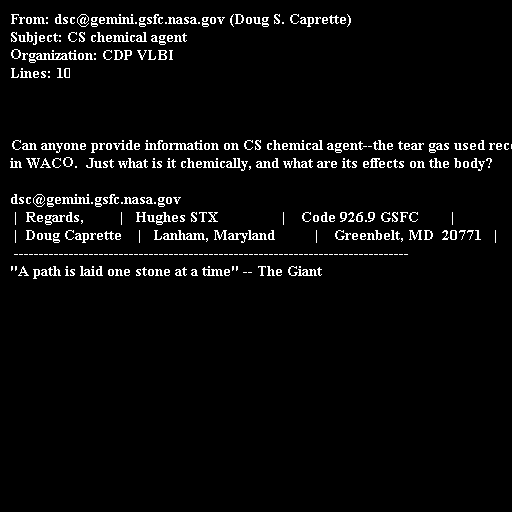 From: dsc@gemini.gsfc.nasa.gov (Doug S. Caprette)
Subject: CS chemical agent
Organization: CDP VLBI
Lines: 10
Can anyone provide information on CS chemical agent--the tear gas used
in WACO.  Just what is it chemically, and what are its effects on the body?
dsc@gemini.gsfc.nasa.gov
| Regards, | Hughes STX | Code 926.9 GSFC |
| Doug Caprette | Lanham, Maryland | Greenbelt, MD 20771 |
-------------------------------------------------------------------------------
"A path is laid one stone at a time" -- The Giant